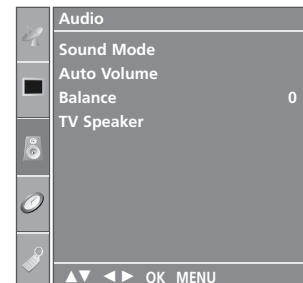 Audio
Sound Mode
Auto Volume
Balance 0
TV Speaker
▲▼ ◄► OK MENU